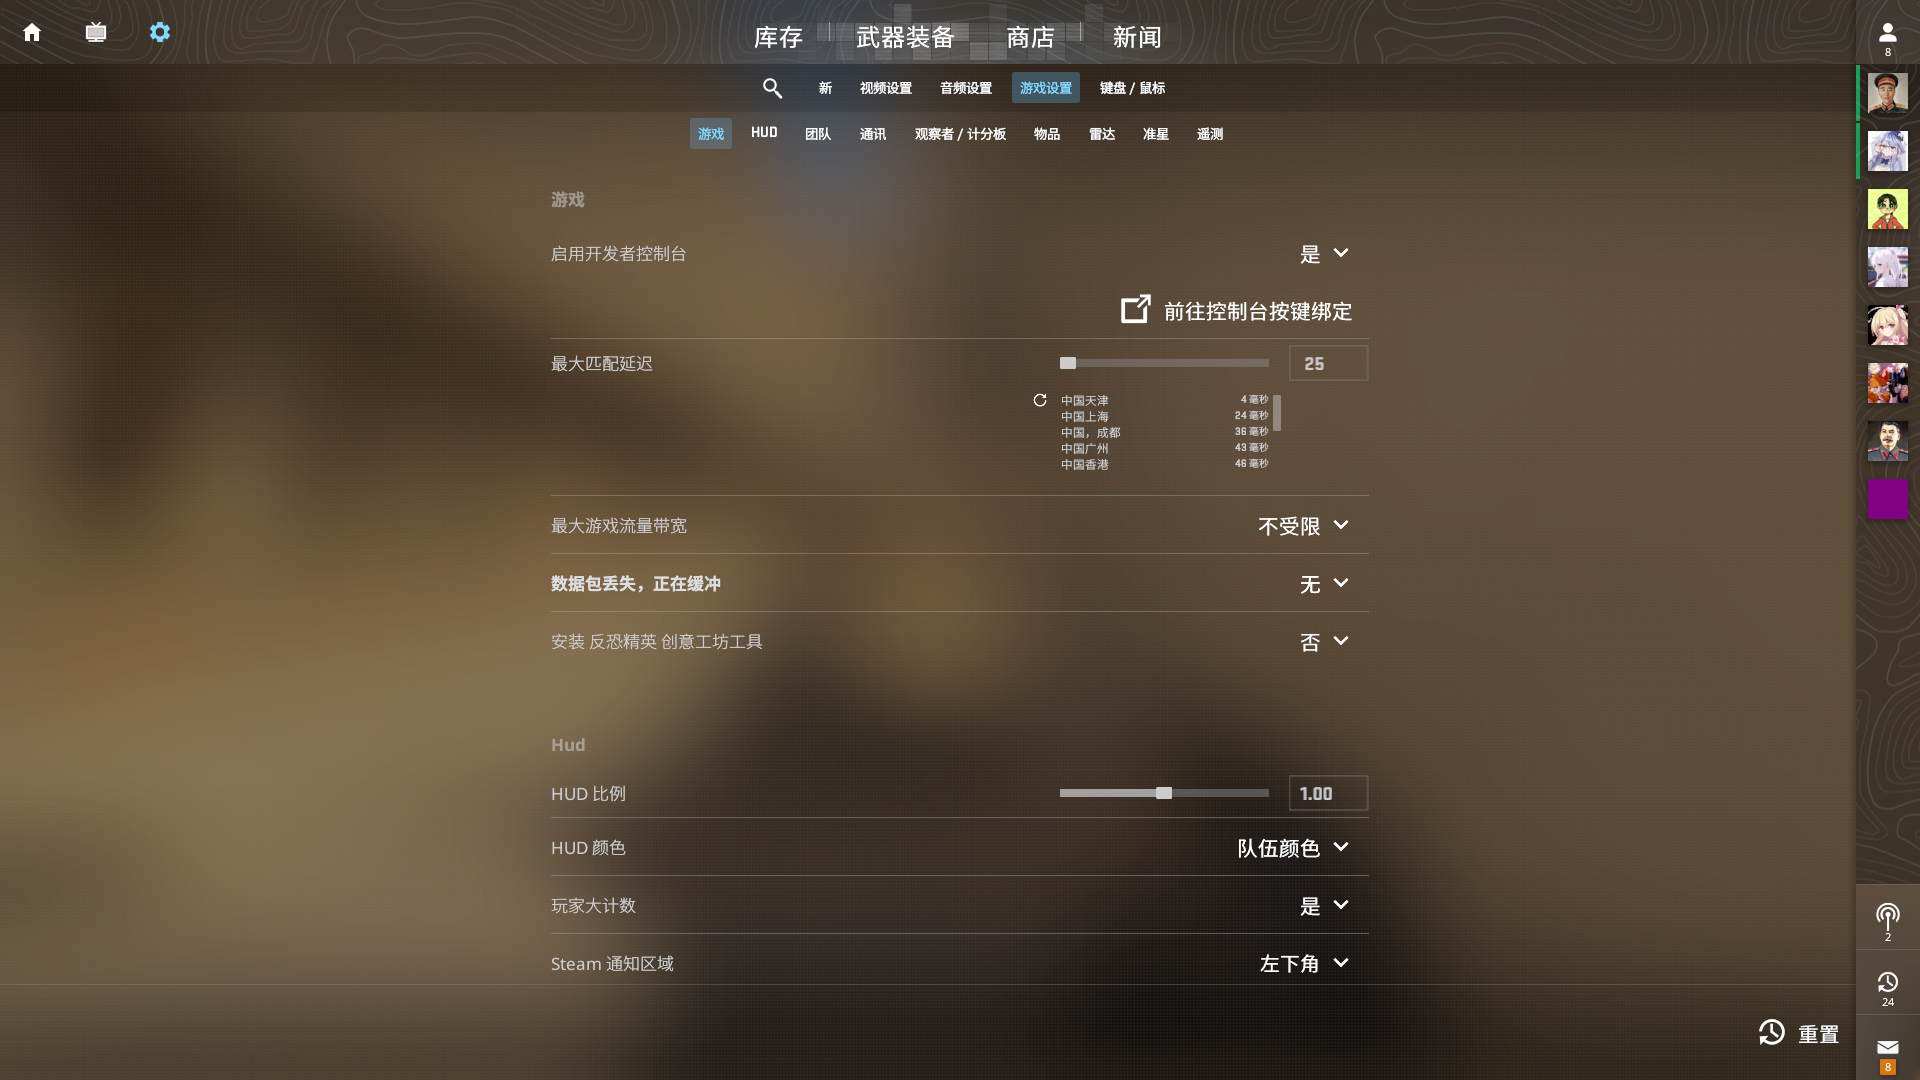 库存
武器装备
商店
新闻
8
新
视频设置
音频设置
游戏设置
键盘 / 鼠标
游戏
HUD
团队
通讯
观察者 / 计分板
物品
雷达
准星
遥测
游戏
启用开发者控制台
是
前往控制台按键绑定
最大匹配延迟
25
中国天津 4 毫秒
中国上海 24 毫秒
中国，成都 36 毫秒
中国广州 43 毫秒
中国香港 46 毫秒
最大游戏流量带宽
不受限
数据包丢失，正在缓冲
无
安装 反恐精英 创意工坊工具
否
Hud
HUD 比例
1.00
HUD 颜色
队伍颜色
玩家大计数
是
Steam 通知区域
左下角
2
24
重置
8